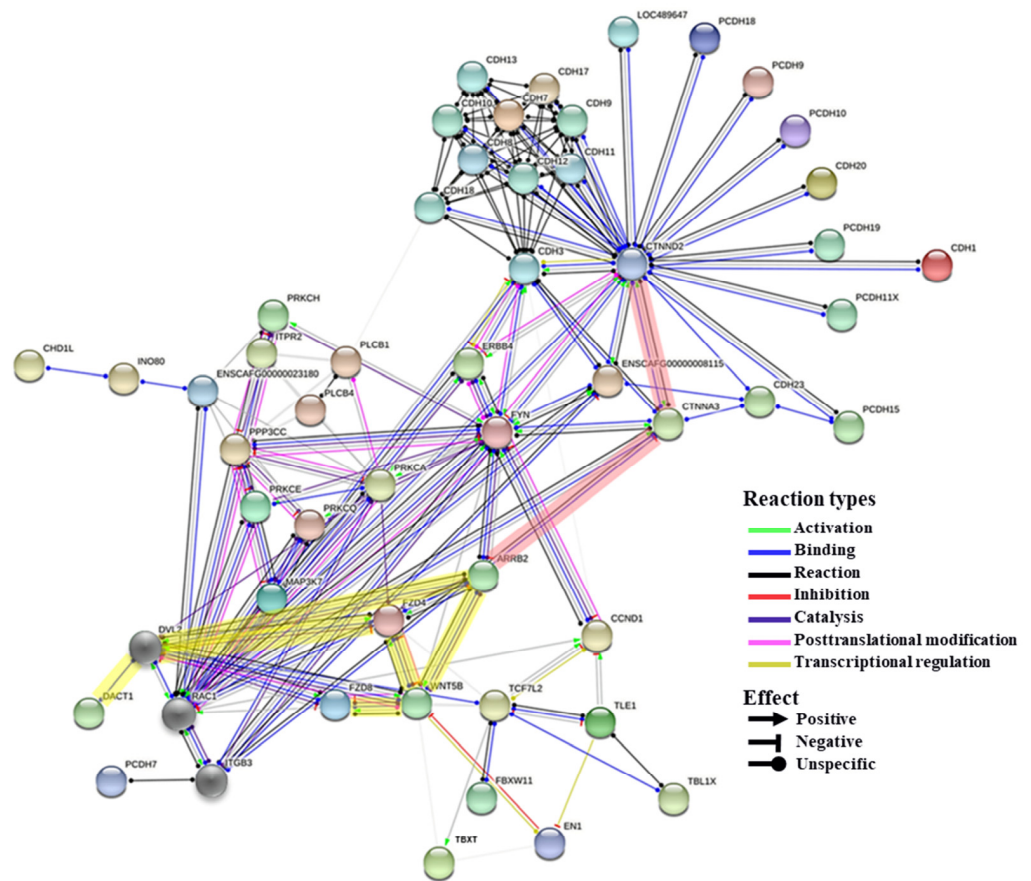 LOC489647
PCDH18
CDH13
CDH17
PCDH9
CDH10
CDH7
CDH9
PCDH10
CDH8
CDH11
CDH12
CDH20
CDH18
PCDH19
CDH3
CTNND2
CDH1
PCDH11X
PRKCH
ITPR2
PLCB1
ERBB4
CHD1L
INO80
ENSCAFG00000023180
ENSCAFG00000008115
CDH23
PLCB4
CTNNA3
PCDH15
FYN
PPP3CC
PRKCA
PRKCE
PRKCQ
Reaction types
Activation
Binding
Reaction
Inhibition
Catalysis
Posttranslational modification
Transcriptional regulation
Effect
Positive
Negative
Unspecific
ARRB2
MAP3K7
FZD4
CCND1
DVL2
DACT1
RAC1
FZD8
WNT5B
TCF7L2
TLE1
PCDH7
ITGB3
FBXW11
TBL1X
EN1
TBXT